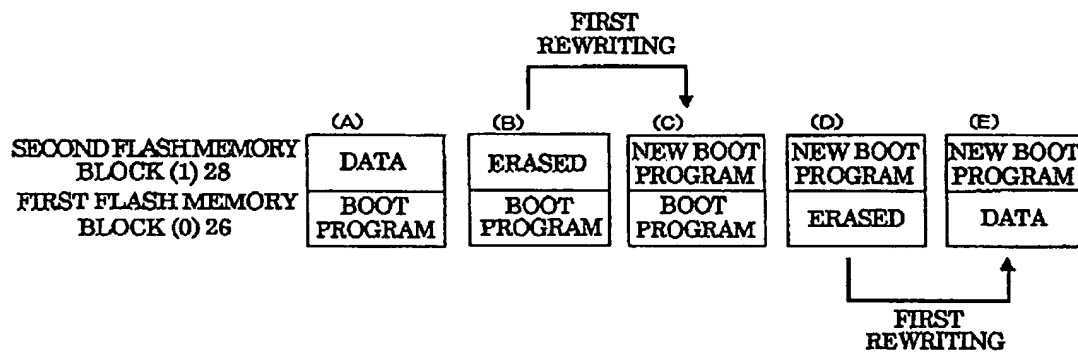 FIRST
REWRITING
(A) (B) (C) (D) (E)
SECOND FLASH MEMORY
BLOCK (1) 28
DATA
ERASED
NEW BOOT
PROGRAM
NEW BOOT
PROGRAM
NEW BOOT
PROGRAM
FIRST FLASH MEMORY
BLOCK (0) 26
BOOT
PROGRAM
BOOT
PROGRAM
BOOT
PROGRAM
ERASED
DATA
FIRST
REWRITING